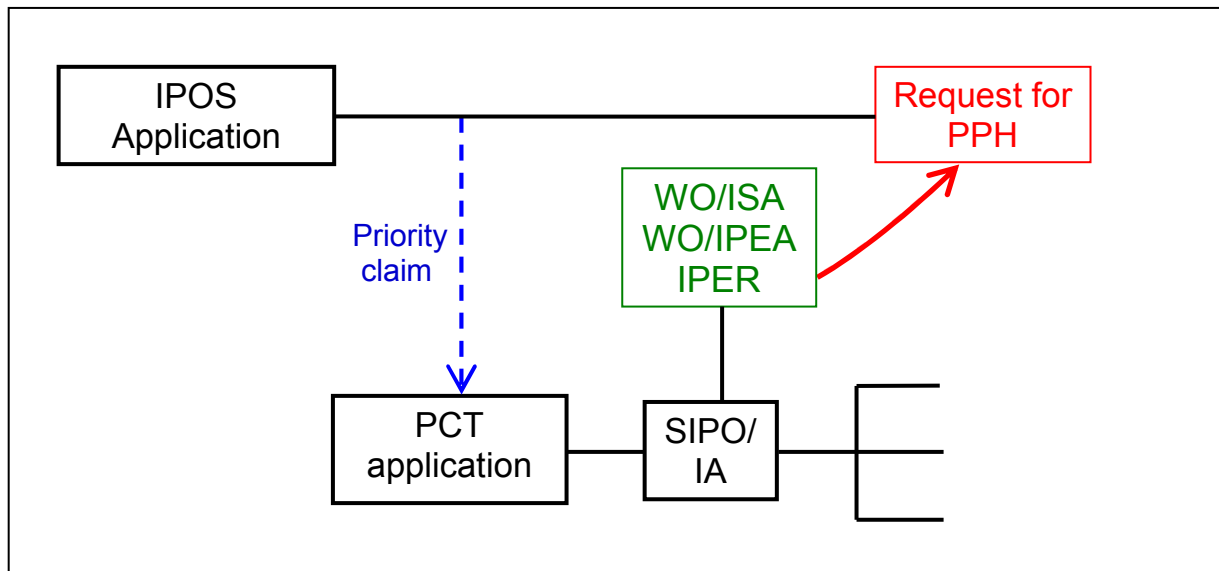 IPOS
Application
Request for
PPH
WO/ISA
WO/IPEA
IPER
Priority
claim
PCT
application
SIPO/
IA